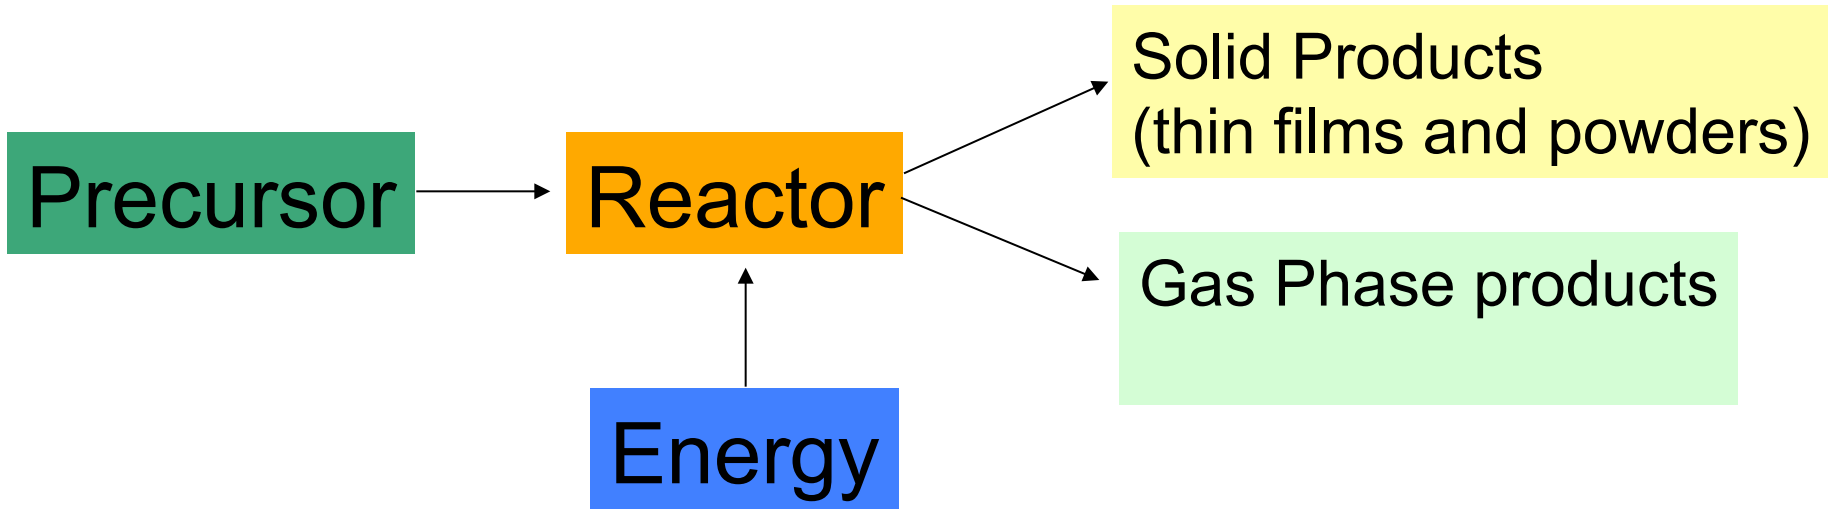 Precursor
Reactor
Energy
Solid Products
(thin films and powders)
Gas Phase products